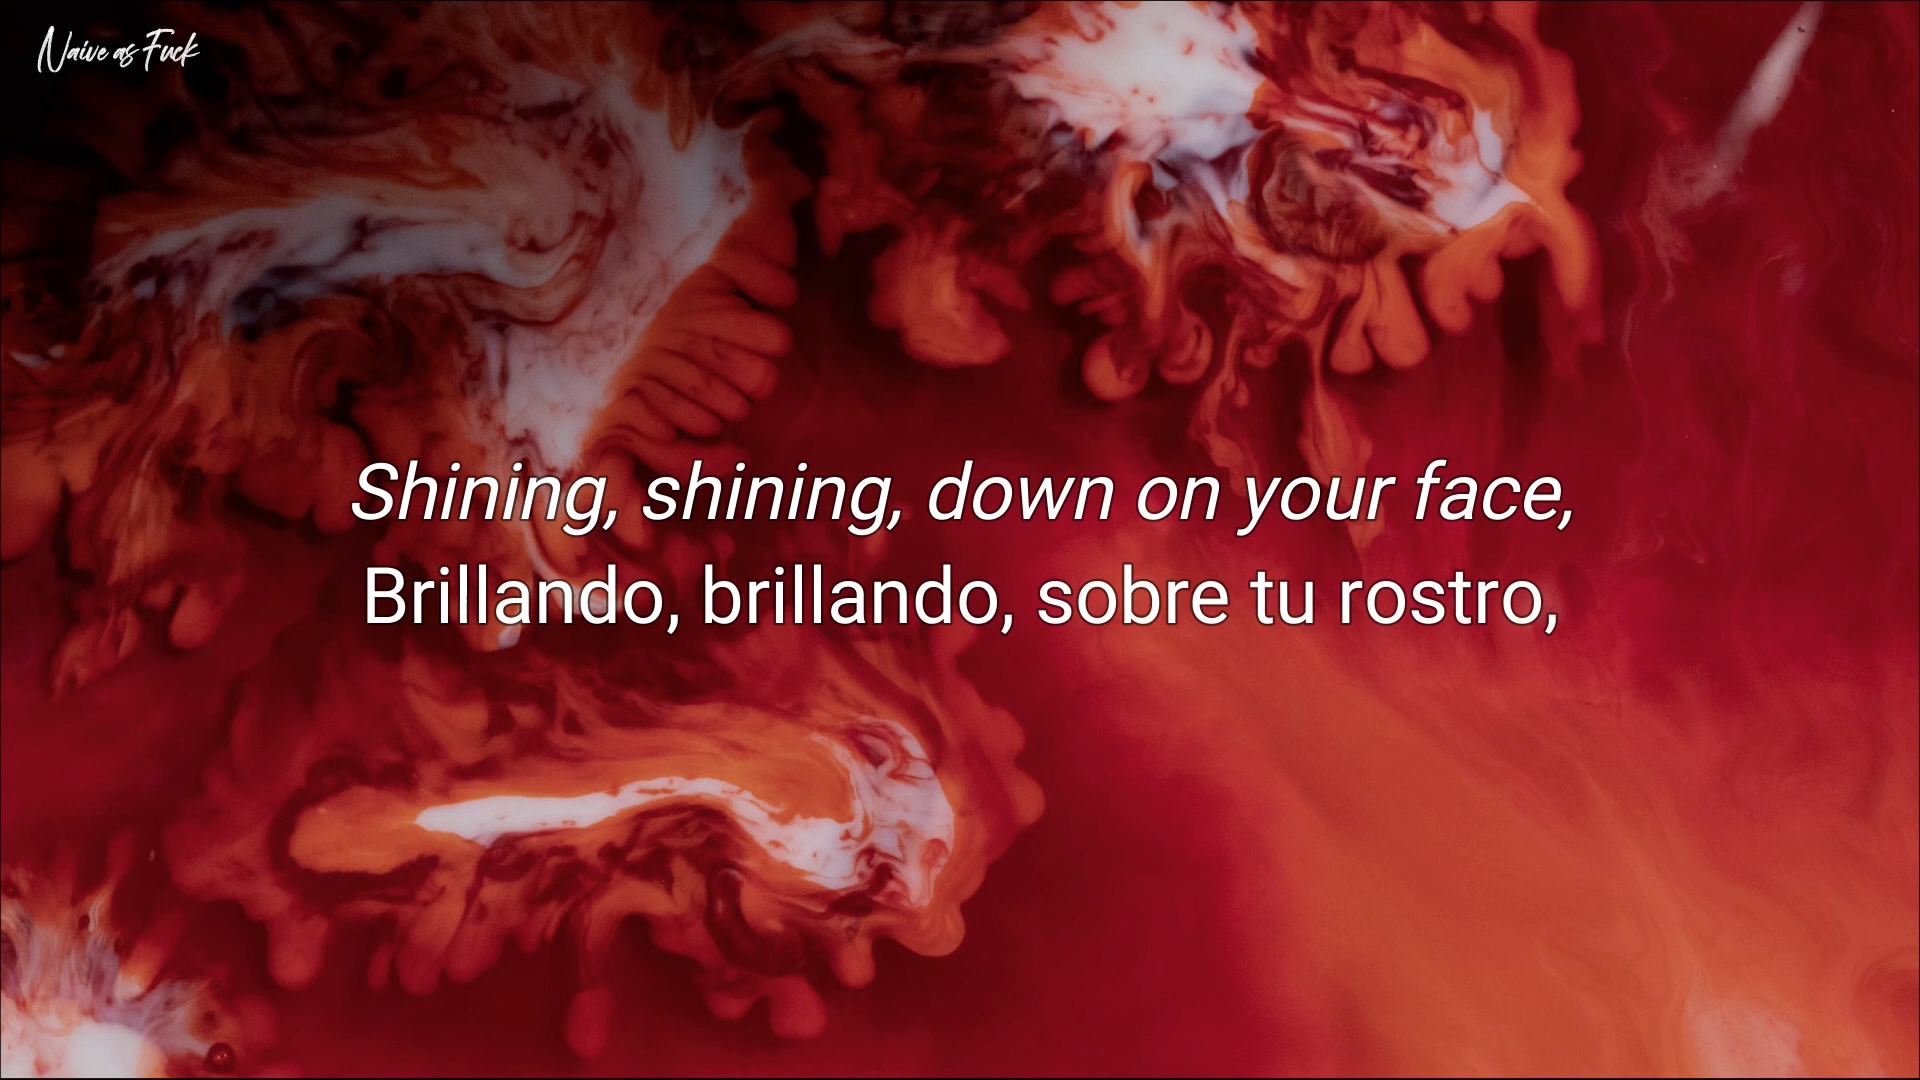 Naive as Fuck
Shining, shining, down on your face,
Brillando, brillando, sobre tu rostro,